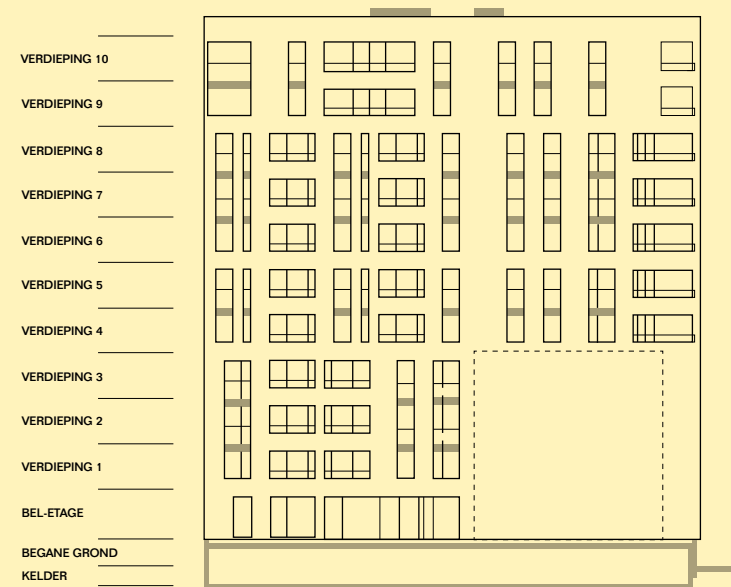 VERDIEPING 10
VERDIEPING 9
VERDIEPING 8
VERDIEPING 7
VERDIEPING 6
VERDIEPING 5
VERDIEPING 4
VERDIEPING 3
VERDIEPING 2
VERDIEPING 1
BEL-ETAGE
BEGANE GROND
KELDER